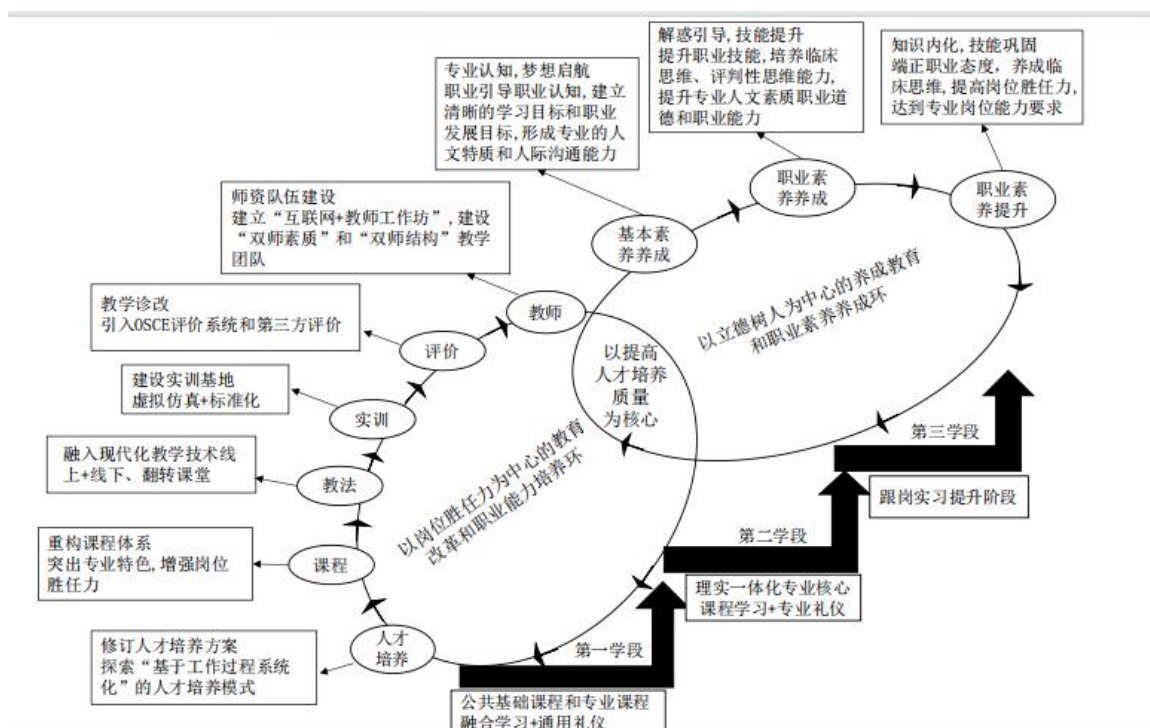 解惑引导,技能提升
提升职业技能,培养临床
思维、评判性思维能力,
提升专业人文素质职业道
德和职业能力
知识内化,技能巩固
端正职业态度，养成临
床思维,提高岗位胜任力,
达到专业岗位能力要求
专业认知,梦想启航
职业引导职业认知,建立
清晰的学习目标和职业
发展目标,形成专业的人
文特质和人际沟通能力
职业素
养养成
职业素
养提升
师资队伍建设
建立“互联网+教师工作坊”,建设
“双师素质”和“双师结构”教学
团队
基本素
养养成
以立德树人为中心的养成教育
和职业素养养成环
教学诊改
引入OSCE评价系统和第三方评价
教师
评价
以提高
人才培养
质量
为核心
建设实训基地
虚拟仿真+标准化
实训
融入现代化教学技术线
上+线下、翻转课堂
教法
以岗位胜任力为中心的教育
改革和职业能力培养环
第三学段
跟岗实习提升阶段
重构课程体系
突出专业特色,增强岗位
胜任力
课程
第二学段
理实一体化专业核心
课程学习+专业礼仪
修订人才培养方案
探索“基于工作过程系统
化”的人才培养模式
人才
培养
第一学段
公共基础课程和专业课程
融合学习+通用礼仪